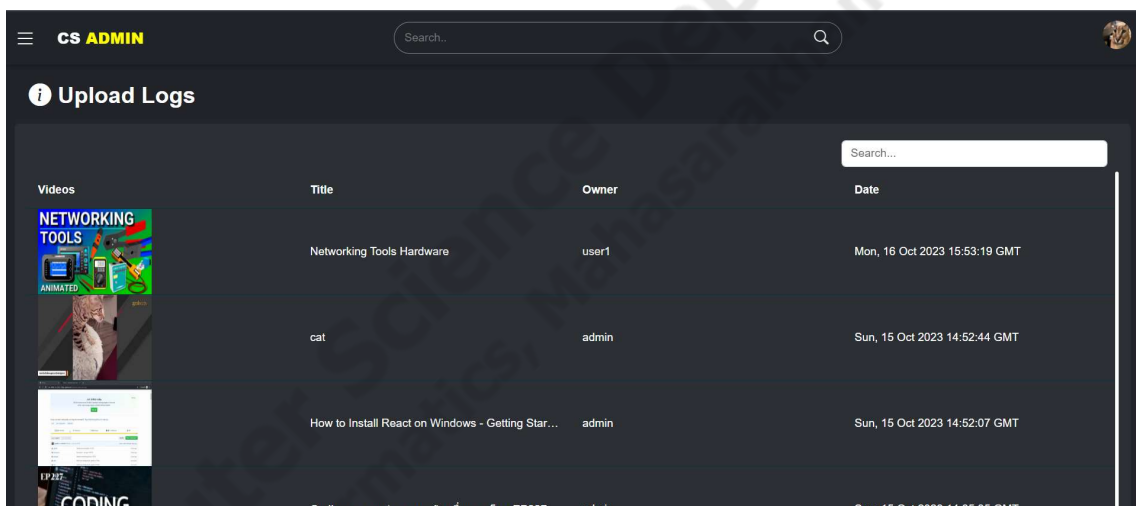 CS ADMIN
Search..
Upload Logs
Search...
Videos
Title
Owner
Date
NETWORKING
TOOLS
ANIMATED
Networking Tools Hardware
user1
Mon, 16 Oct 2023 15:53:19 GMT
cat
admin
Sun, 15 Oct 2023 14:52:44 GMT
How to Install React on Windows - Getting Star...
admin
Sun, 15 Oct 2023 14:52:07 GMT
EP227
CODING